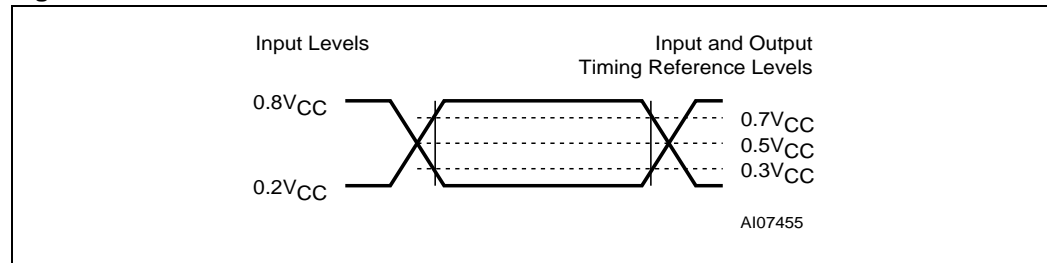 Input Levels
Input and Output
Timing Reference Levels
0.8VCC
0.7VCC
0.5VCC
0.3VCC
0.2VCC
AI07455